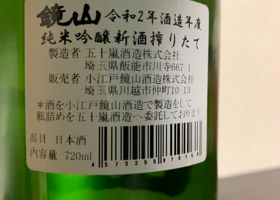 鏡山 令和2年酒造年度
純米吟醸新酒搾りたて
製造者 五十嵐酒造株式会社
埼玉県飯能市川寺667-1
販売者 小江戸鏡山酒造株式会社
埼玉県川越市仲町10-13
*酒を小江戸鏡山酒造で製造をして
瓶詰めを五十嵐酒造へ委託しております
品目 日本酒
内容量 720ml